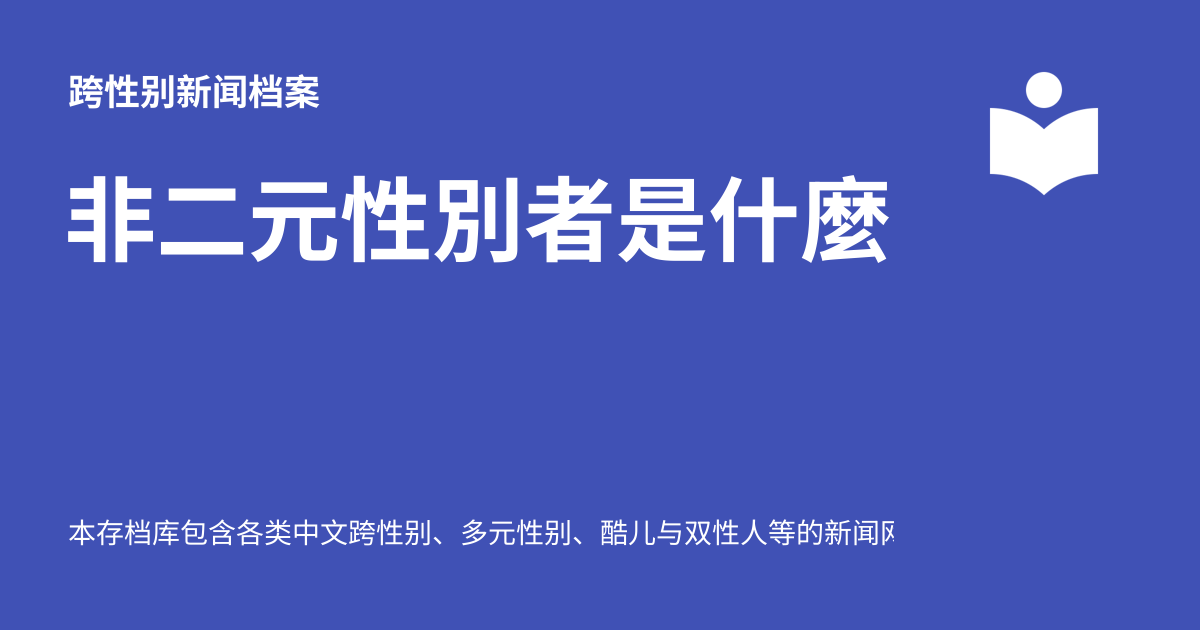 跨性别新闻档案
非二元性別者是什麼
本存档库包含各类中文跨性别、多元性别、酷儿与双性人等的新闻网